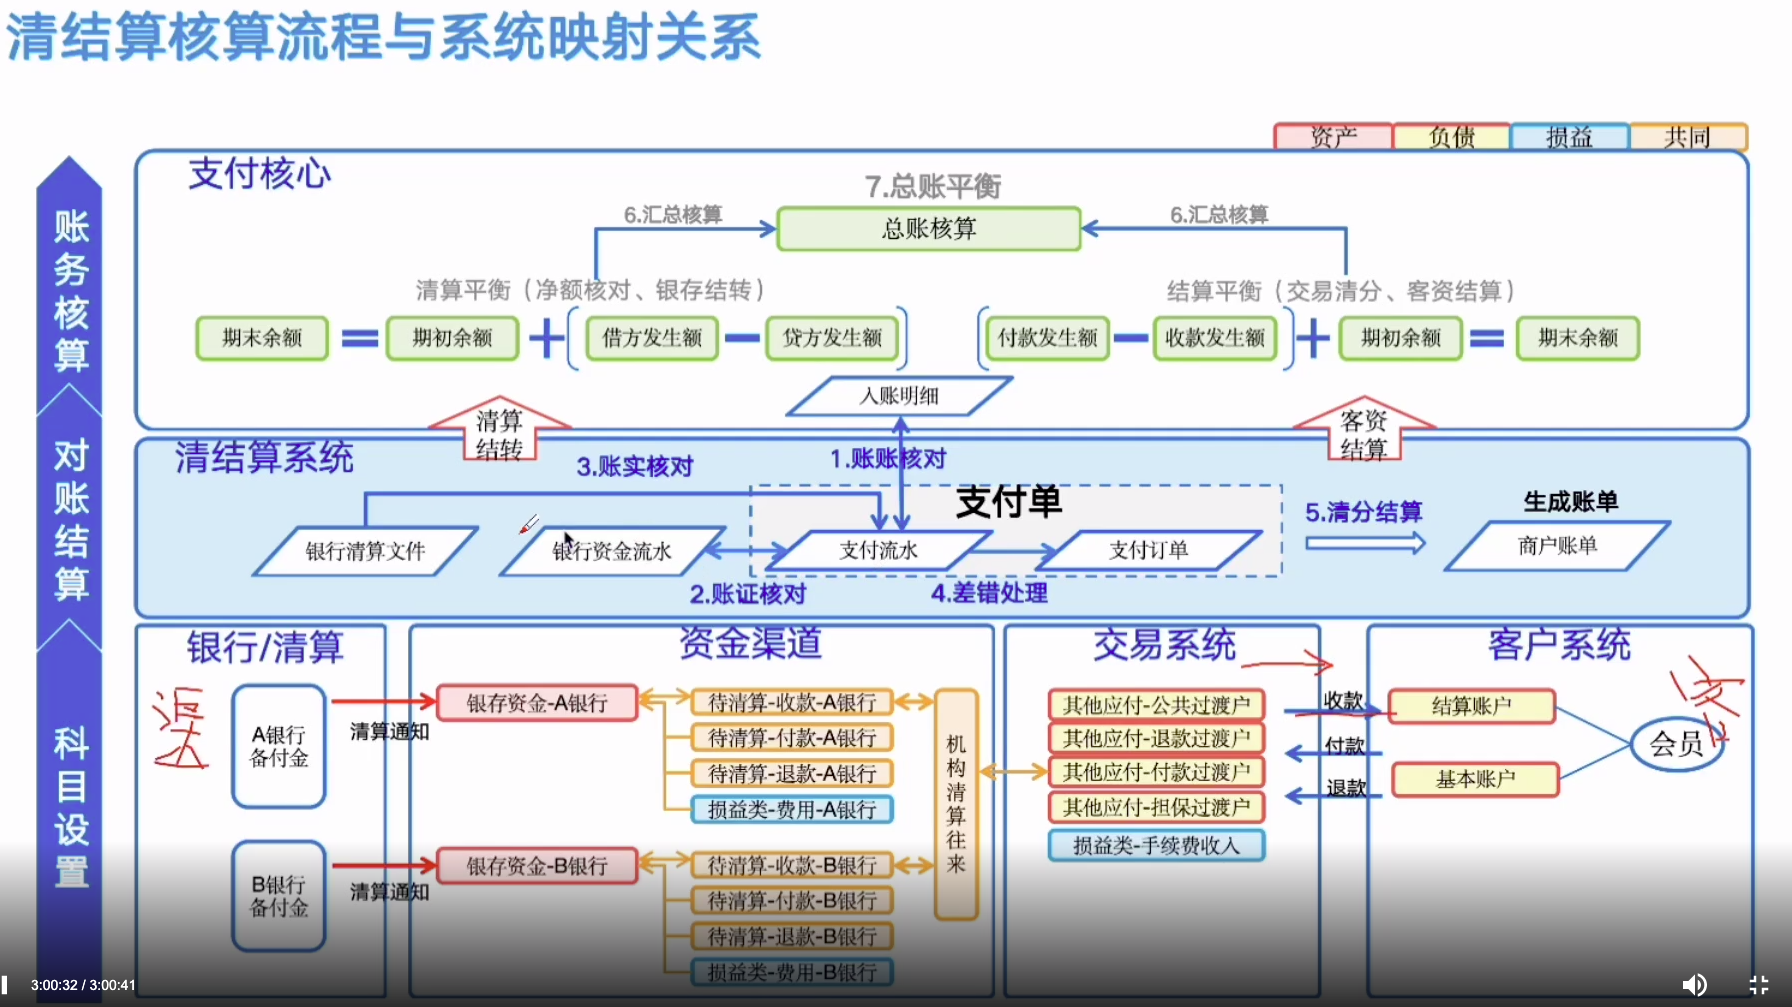 清结算核算流程与系统映射关系
资产 负债 损益 共同
账务核算
对账结算
科目设置
支付核心
7.总账平衡
6.汇总核算 总账核算 6.汇总核算
清算平衡（净额核对、银存结转） 结算平衡（交易清分、客资结算）
期末余额 = 期初余额 + ( 借方发生额 - 贷方发生额 ) ( 付款发生额 - 收款发生额 ) + 期初余额 = 期末余额
入账明细
清算结转
客资结算
清结算系统
3.账实核对 1.账账核对
支付单
5.清分结算 生成账单
银行清算文件 银行资金流水 支付流水 支付订单 商户账单
2.账证核对 4.差错处理
银行/清算
A银行
备付金
清算通知
B银行
备付金
清算通知
资金渠道
银存资金-A银行
待清算-收款-A银行
待清算-付款-A银行
待清算-退款-A银行
损益类-费用-A银行
银存资金-B银行
待清算-收款-B银行
待清算-付款-B银行
待清算-退款-B银行
损益类-费用-B银行
机构清算往来
交易系统
其他应付-公共过渡户
其他应付-退款过渡户
其他应付-付款过渡户
其他应付-担保过渡户
损益类-手续费收入
收款
付款
退款
客户系统
结算账户
基本账户
会员
3:00:32 / 3:00:41